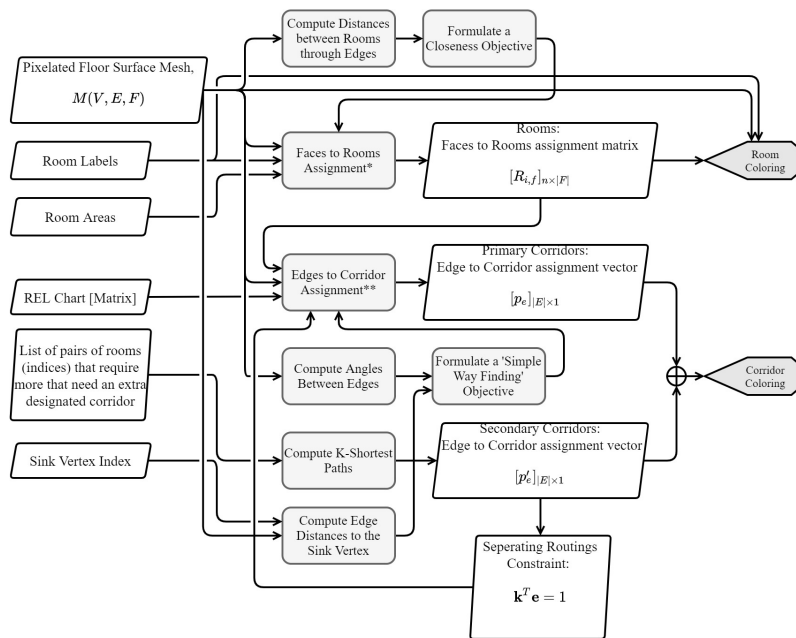 Compute Distances
between Rooms
through Edges
Formulate a
Closeness Objective
Pixelated Floor Surface Mesh,
M(V, E, F)
Room Labels
Room Areas
Faces to Rooms
Assignment*
Rooms:
Faces to Rooms assignment matrix
[R_{i,f}]_{n×|F|}
Room
Coloring
REL Chart [Matrix]
Edges to Corridor
Assignment**
Primary Corridors:
Edge to Corridor assignment vector
[p_e]_{|E|×1}
List of pairs of rooms
(indices) that require
more that need an extra
designated corridor
Compute Angles
Between Edges
Formulate a 'Simple
Way Finding'
Objective
Corridor
Coloring
Sink Vertex Index
Compute K-Shortest
Paths
Secondary Corridors:
Edge to Corridor assignment vector
[p'_e]_{|E|×1}
Compute Edge
Distances to the
Sink Vertex
Seperating Routings
Constraint:
k^T e = 1